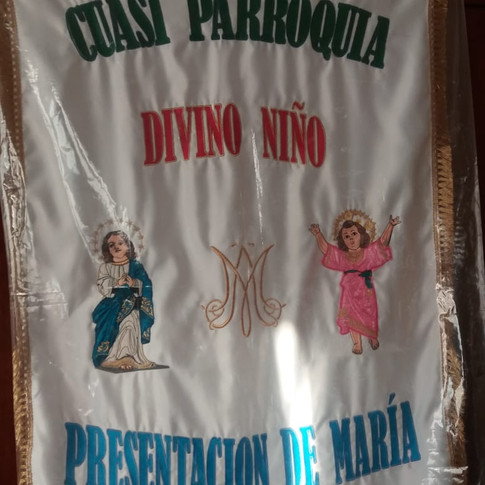 CUASI PARROQUIA
DIVINO NIÑO
PRESENTACION DE MARÍA